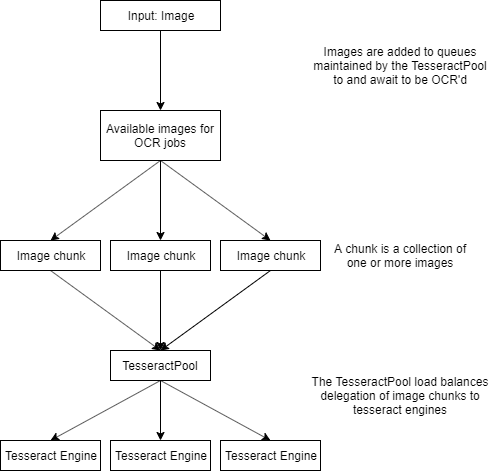 Input: Image
Images are added to queues
maintained by the TesseractPool
to and await to be OCR'd
Available images for
OCR jobs
Image chunk
Image chunk
Image chunk
A chunk is a collection of
one or more images
TesseractPool
The TesseractPool load balances
delegation of image chunks to
tesseract engines
Tesseract Engine
Tesseract Engine
Tesseract Engine